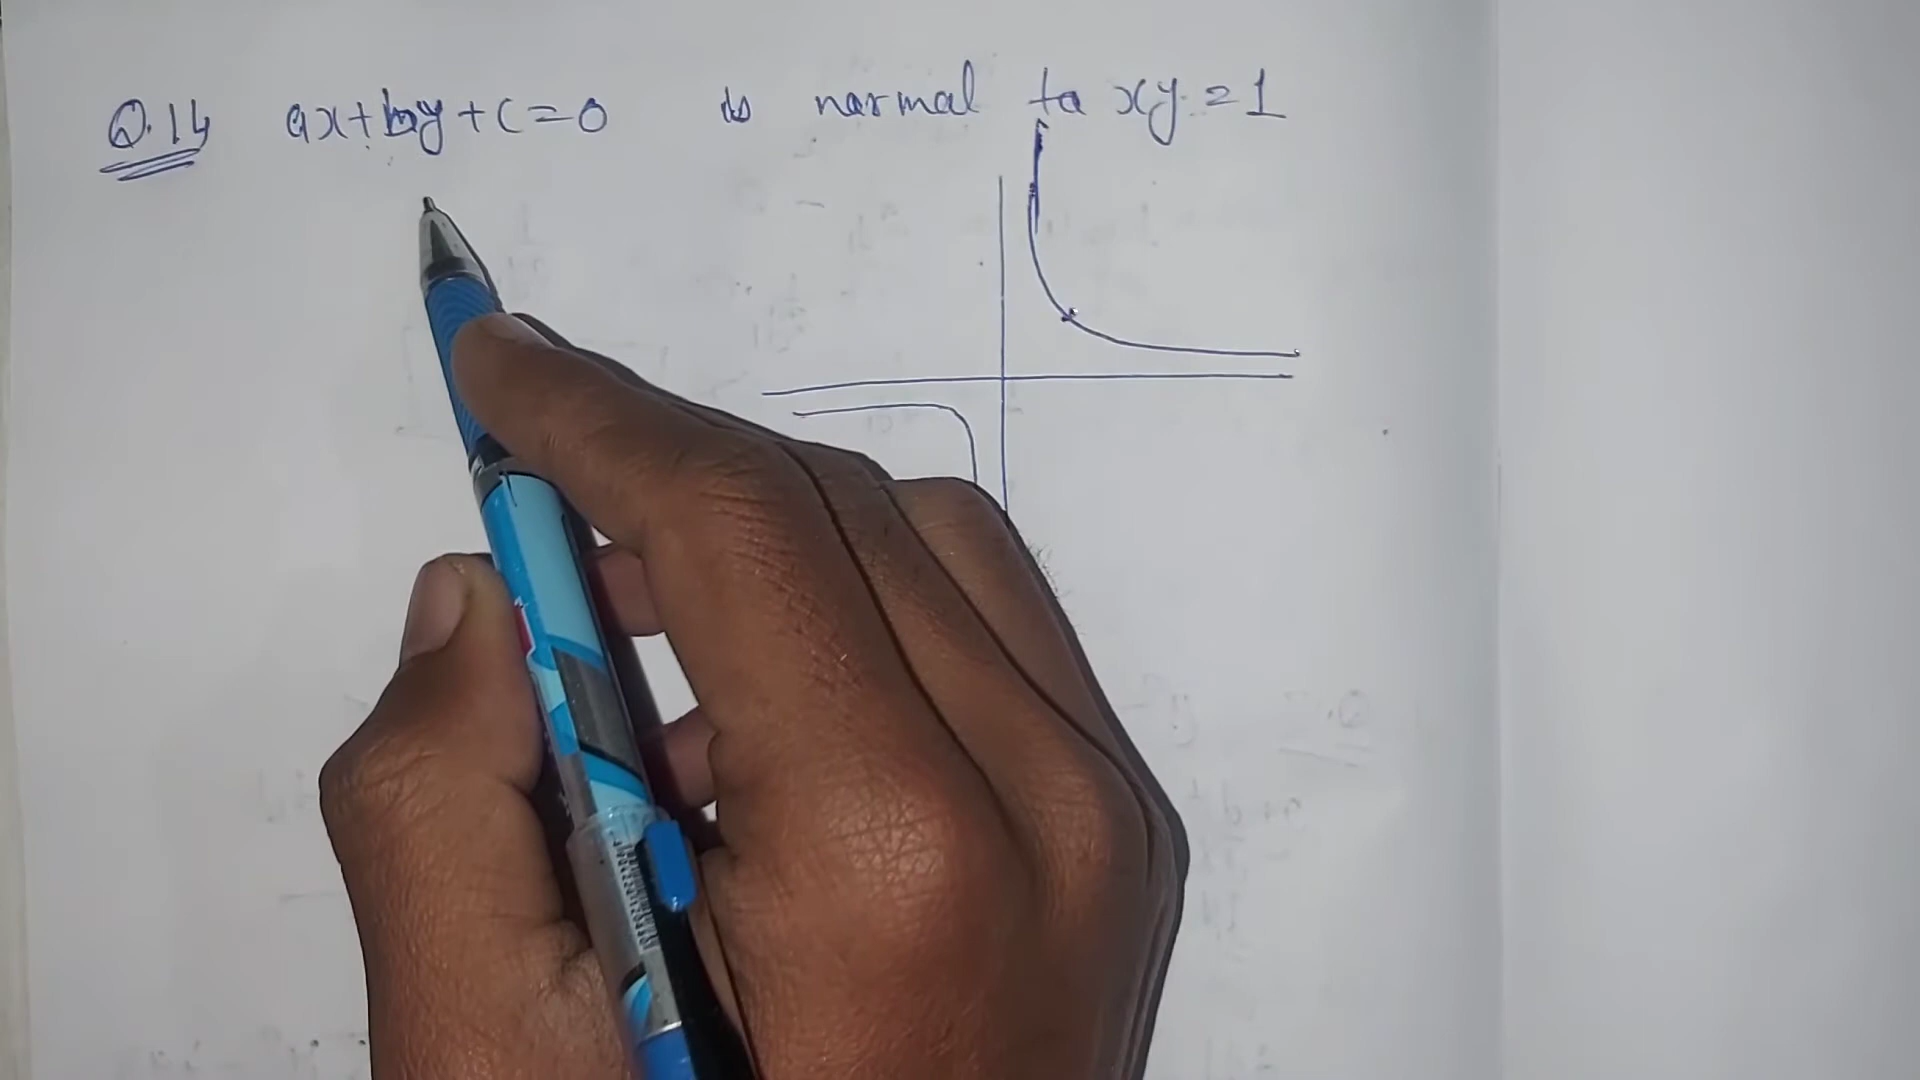 Q.14 ax+by+c=0 is normal to xy=1